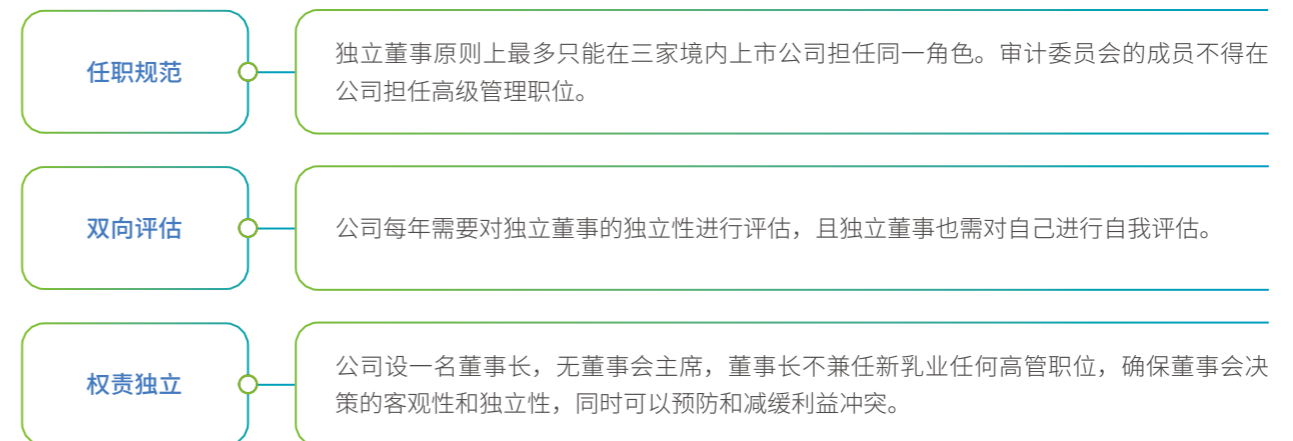 任职规范
独立董事原则上最多只能在三家境内上市公司担任同一角色。审计委员会的成员不得在
公司担任高级管理职位。
双向评估
公司每年需要对独立董事的独立性进行评估，且独立董事也需对自己进行自我评估。
权责独立
公司设一名董事长，无董事会主席，董事长不兼任新乳业任何高管职位，确保董事会决
策的客观性和独立性，同时可以预防和减缓利益冲突。